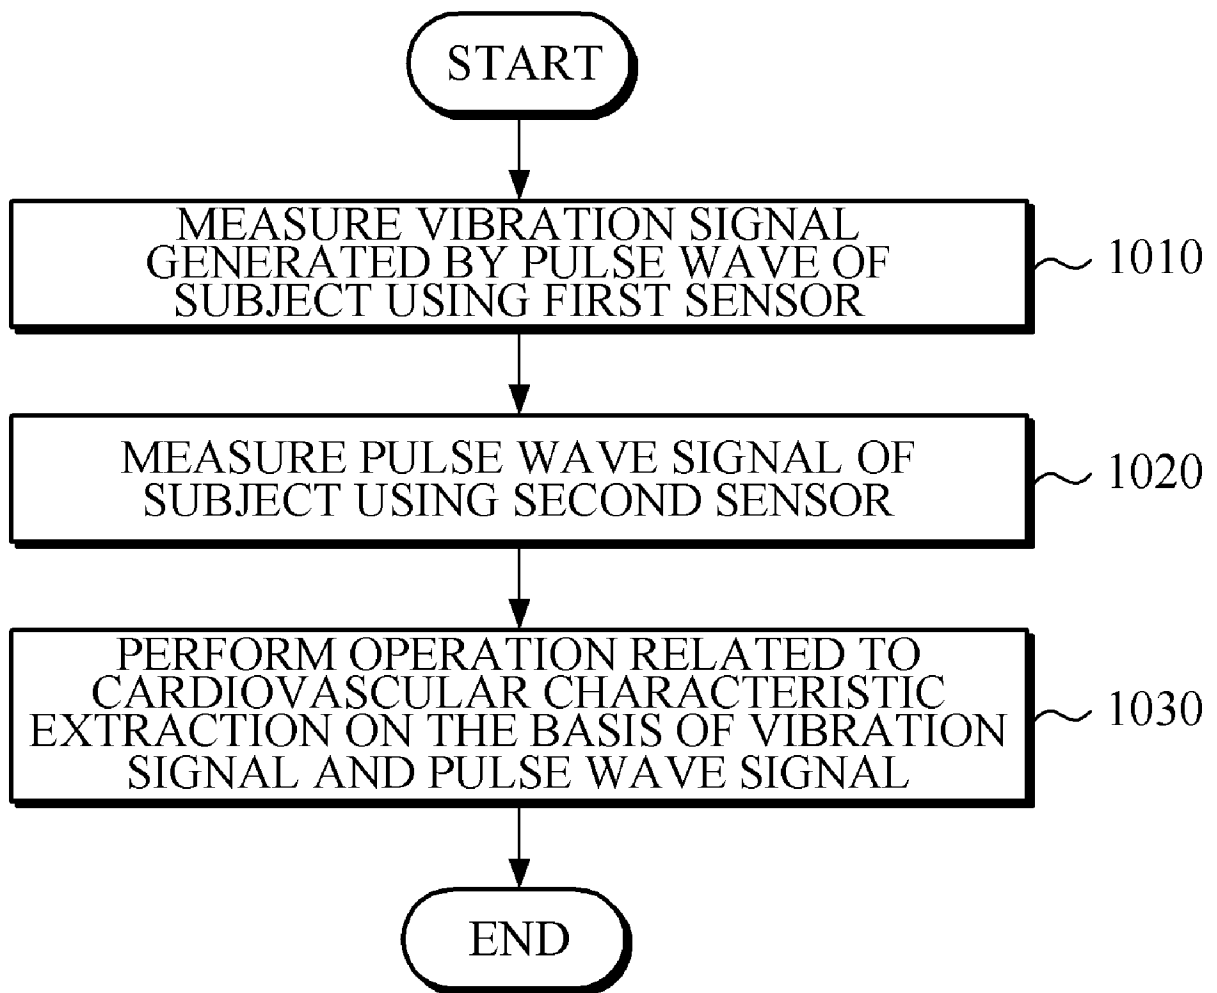 START
MEASURE VIBRATION SIGNAL
GENERATED BY PULSE WAVE OF
SUBJECT USING FIRST SENSOR
1010
MEASURE PULSE WAVE SIGNAL OF
SUBJECT USING SECOND SENSOR
1020
PERFORM OPERATION RELATED TO
CARDIOVASCULAR CHARACTERISTIC
EXTRACTION ON THE BASIS OF VIBRATION
SIGNAL AND PULSE WAVE SIGNAL
1030
END